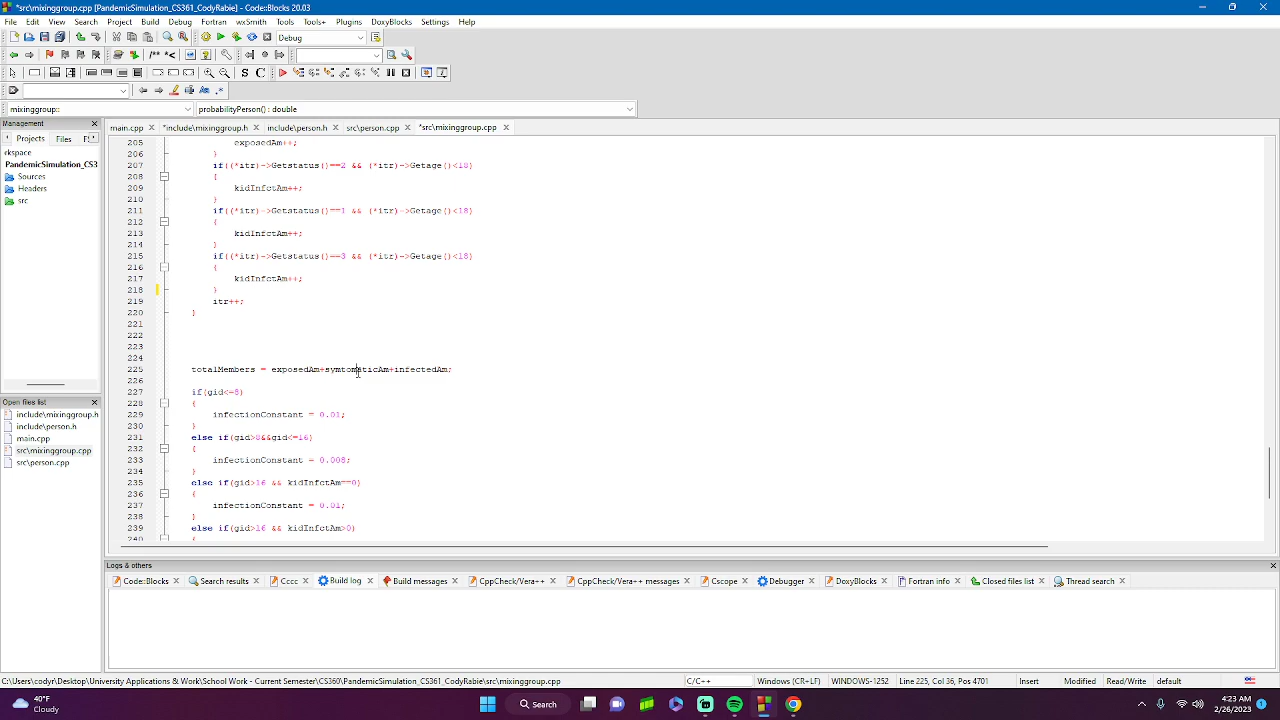 *src\mixinggroup.cpp [PandemicSimulation_CS361_CodyRabie] - Code::Blocks 20.03
File Edit View Search Project Build Debug Fortran wxSmith Tools Tools+ Plugins DoxyBlocks Settings Help
Debug
mixinggroup:: probabilityPerson() : double
Management
Projects Files
main.cpp *include\mixinggroup.h include\person.h src\person.cpp *src\mixinggroup.cpp
rkspace
PandemicSimulation_CS3
Sources
Headers
src
205 exposedAm++;
206 }
207 if((*itr)->Getstatus()==2 && (*itr)->Getage()<18)
208 {
209 kidInfctAm++;
210 }
211 if((*itr)->Getstatus()==1 && (*itr)->Getage()<18)
212 {
213 kidInfctAm++;
214 }
215 if((*itr)->Getstatus()==3 && (*itr)->Getage()<18)
216 {
217 kidInfctAm++;
218 }
219 itr++;
220 }
221
222
223
224
225 totalMembers = exposedAm+symtomaticAm+infectedAm;
226
227 if(gid<=8)
228 {
229 infectionConstant = 0.01;
230 }
231 else if(gid>8&&gid<=16)
232 {
233 infectionConstant = 0.008;
234 }
235 else if(gid>16 && kidInfctAm==0)
236 {
237 infectionConstant = 0.01;
238 }
239 else if(gid>16 && kidInfctAm>0)
240 {
Open files list
include\mixinggroup.h
include\person.h
main.cpp
src\mixinggroup.cpp
src\person.cpp
Logs & others
Code::Blocks Search results Cccc Build log Build messages CppCheck/Vera++ CppCheck/Vera++ messages Cscope Debugger DoxyBlocks Fortran info Closed files list Thread search
C:\Users\codyr\Desktop\University Applications & Work\School Work - Current Semester\CS360\PandemicSimulation_CS361_CodyRabie\src\mixinggroup.cpp C/C++ Windows (CR+LF) WINDOWS-1252 Line 225, Col 36, Pos 4701 Insert Modified Read/Write default
40°F
Cloudy
Search
4:23 AM
2/26/2023